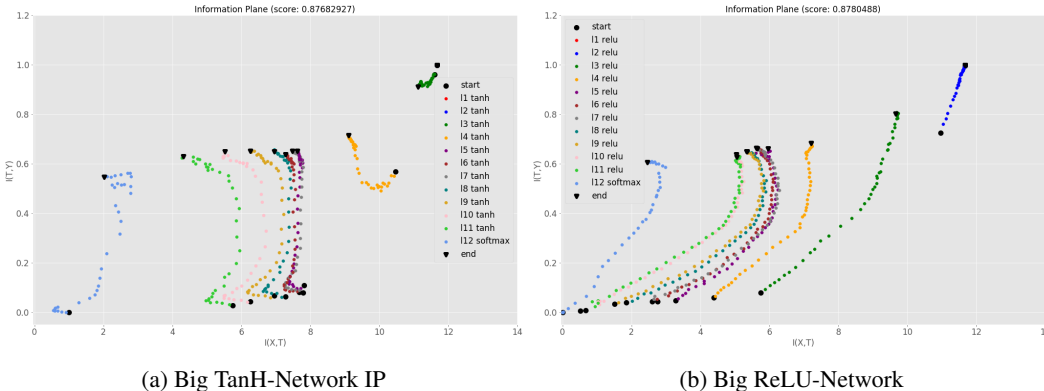 Information Plane (score: 0.87682927)
1.2
1.0
0.8
0.6
0.4
0.2
0.0
I(T,Y)
start
l1 tanh
l2 tanh
l3 tanh
l4 tanh
l5 tanh
l6 tanh
l7 tanh
l8 tanh
l9 tanh
l10 tanh
l11 tanh
l12 softmax
end
0 2 4 6 8 10 12 14
I(X,T)
(a) Big TanH-Network IP
Information Plane (score: 0.8780488)
1.2
1.0
0.8
0.6
0.4
0.2
0.0
I(T,Y)
start
l1 relu
l2 relu
l3 relu
l4 relu
l5 relu
l6 relu
l7 relu
l8 relu
l9 relu
l10 relu
l11 relu
l12 softmax
end
0 2 4 6 8 10 12 14
I(X,T)
(b) Big ReLU-Network